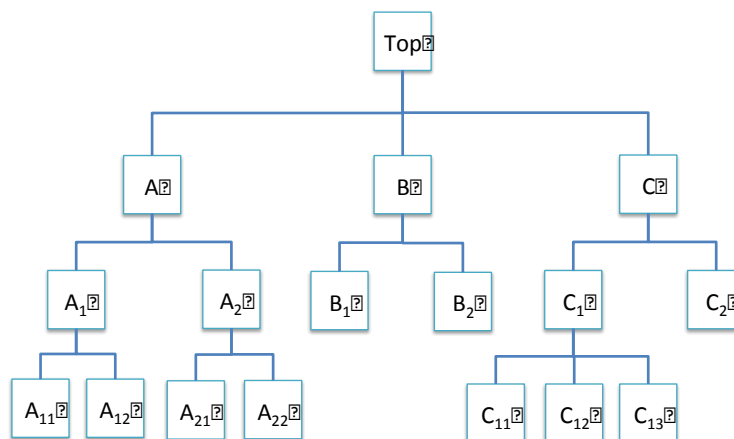 Top⍰
A⍰
B⍰
C⍰
A₁⍰
A₂⍰
B₁⍰
B₂⍰
C₁⍰
C₂⍰
A₁₁⍰
A₁₂⍰
A₂₁⍰
A₂₂⍰
C₁₁⍰
C₁₂⍰
C₁₃⍰